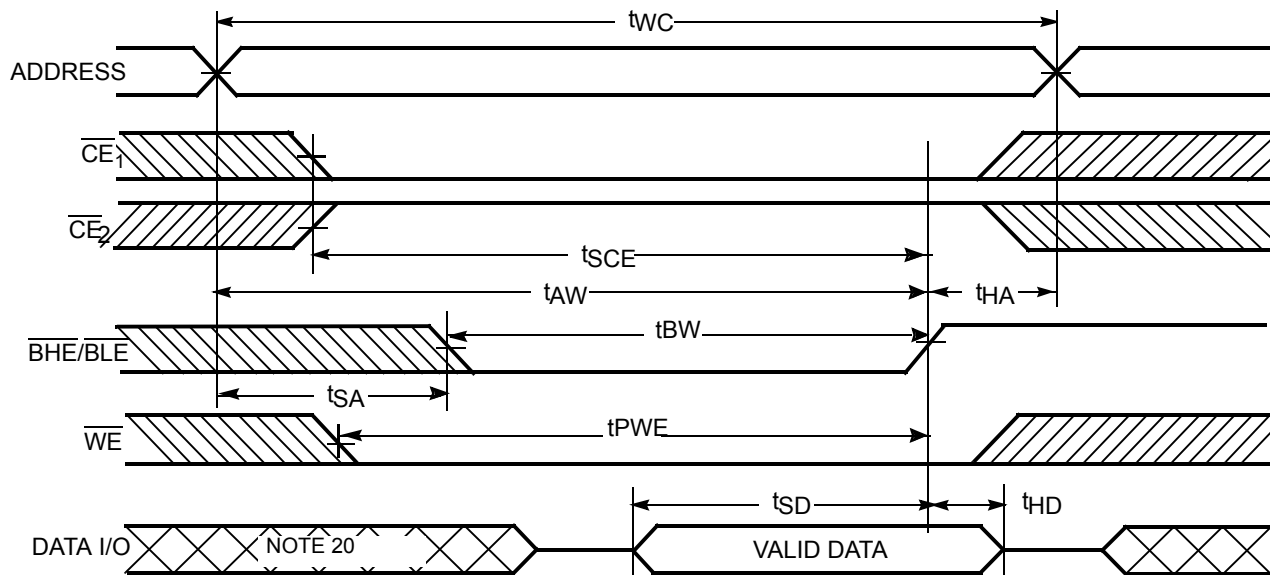 tWC
ADDRESS
CE1
CE2
tSCE
tAW
tHA
BHE/BLE
tBW
tSA
WE
tPWE
tSD
tHD
DATA I/O
NOTE 20
VALID DATA